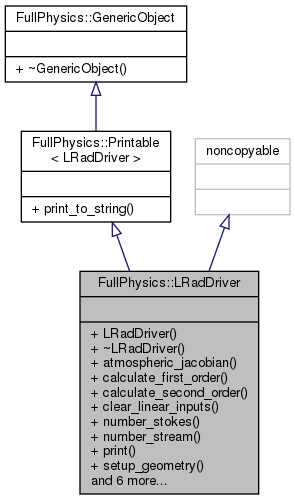 FullPhysics::GenericObject
+ ~GenericObject()
FullPhysics::Printable
< LRadDriver >
+ print_to_string()
noncopyable
FullPhysics::LRadDriver
+ LRadDriver()
+ ~LRadDriver()
+ atmospheric_jacobian()
+ calculate_first_order()
+ calculate_second_order()
+ clear_linear_inputs()
+ number_stokes()
+ number_stream()
+ print()
+ setup_geometry()
and 6 more...